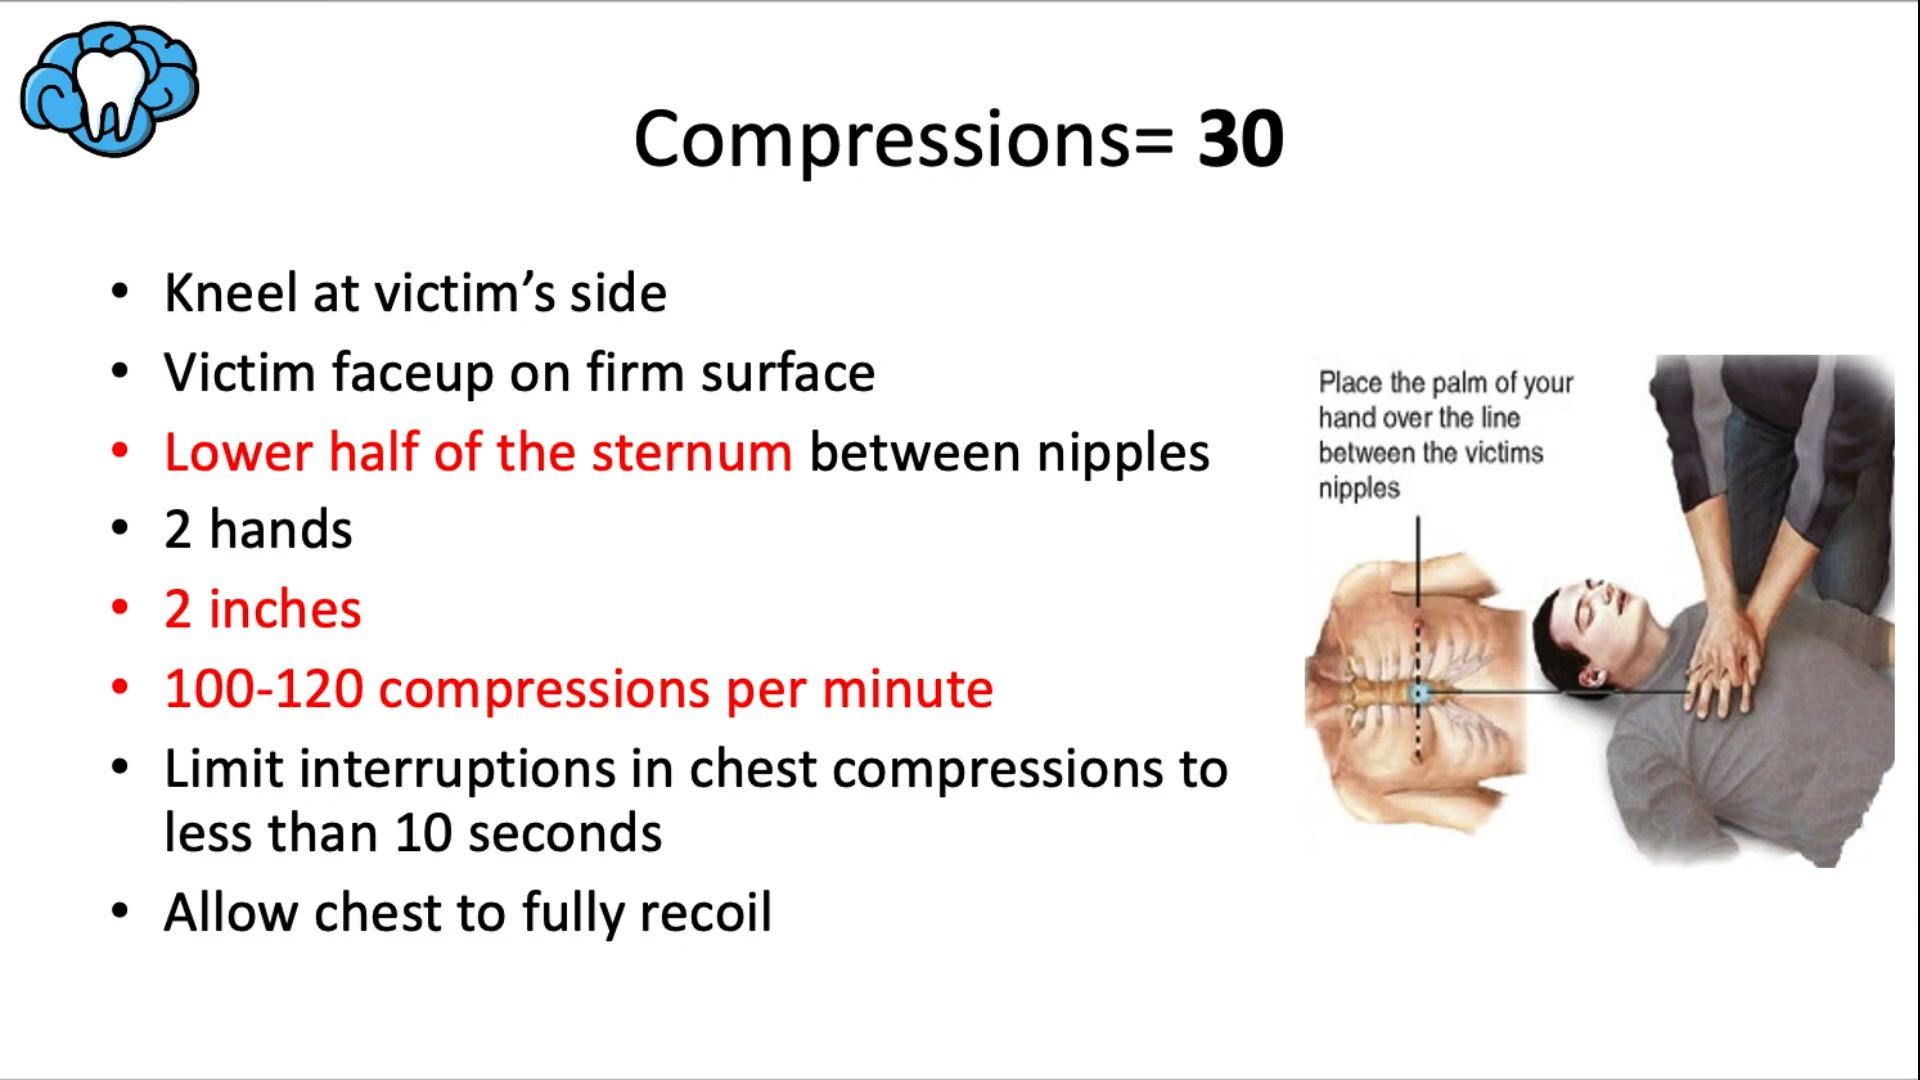 Compressions= 30
• Kneel at victim’s side
• Victim faceup on firm surface
• Lower half of the sternum between nipples
• 2 hands
• 2 inches
• 100-120 compressions per minute
• Limit interruptions in chest compressions to
less than 10 seconds
• Allow chest to fully recoil
Place the palm of your
hand over the line
between the victims
nipples